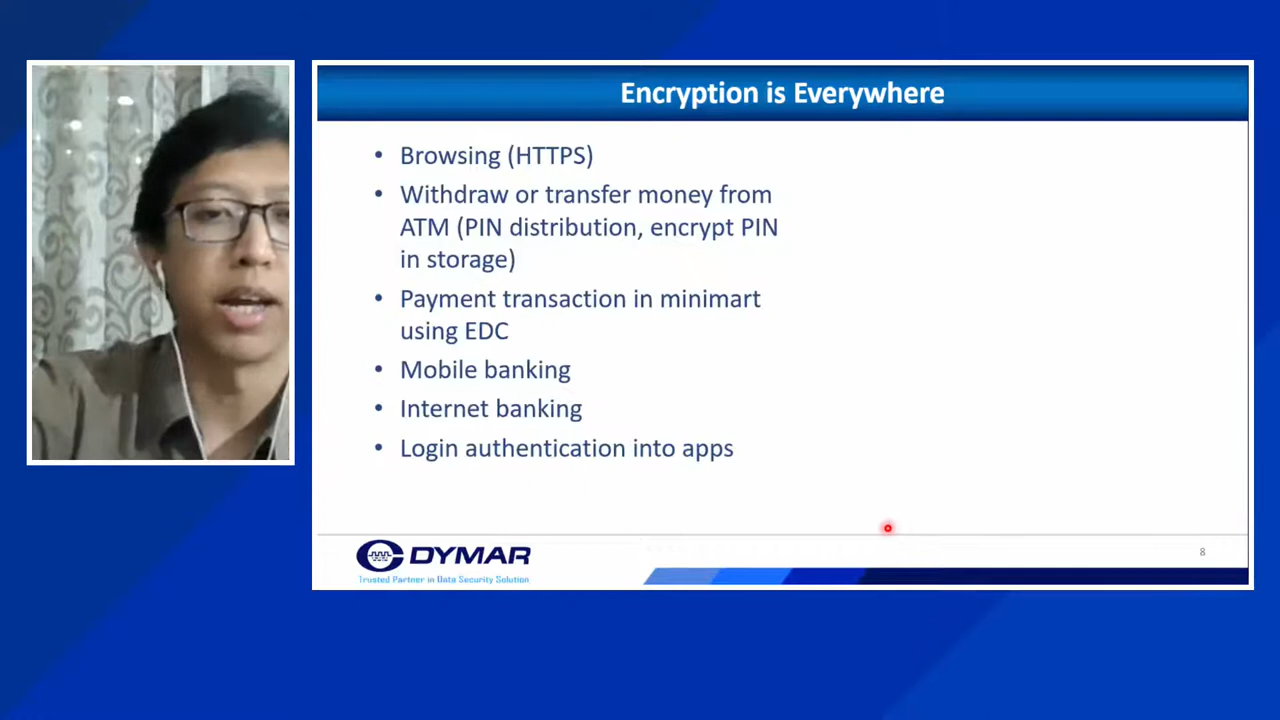 Encryption is Everywhere
• Browsing (HTTPS)
• Withdraw or transfer money from
ATM (PIN distribution, encrypt PIN
in storage)
• Payment transaction in minimart
using EDC
• Mobile banking
• Internet banking
• Login authentication into apps
DYMAR
Trusted Partner in Data Security Solution
8